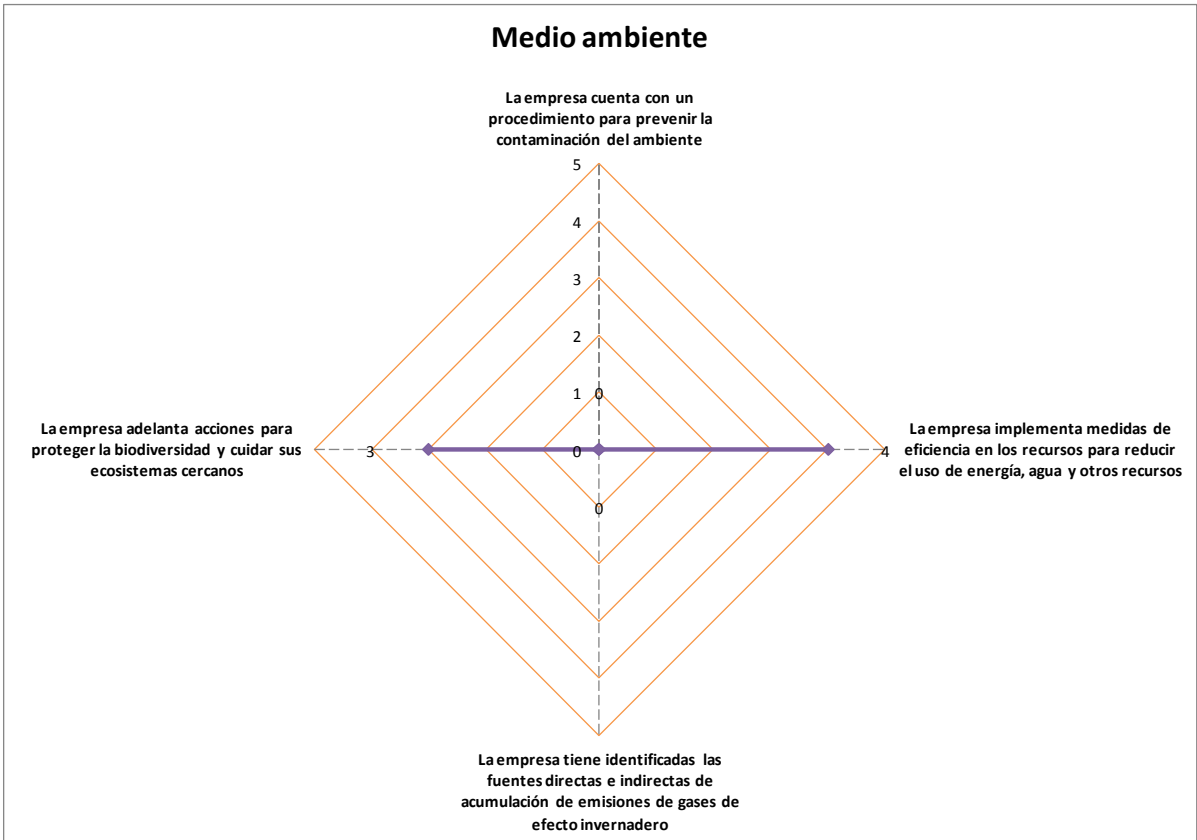 Medio ambiente
La empresa cuenta con un
procedimiento para prevenir la
contaminación del ambiente
5
4
3
2
1 0
La empresa adelanta acciones para
proteger la biodiversidad y cuidar sus
ecosistemas cercanos
3
0
4
La empresa implementa medidas de
eficiencia en los recursos para reducir
el uso de energía, agua y otros recursos
0
La empresa tiene identificadas las
fuentes directas e indirectas de
acumulación de emisiones de gases de
efecto invernadero